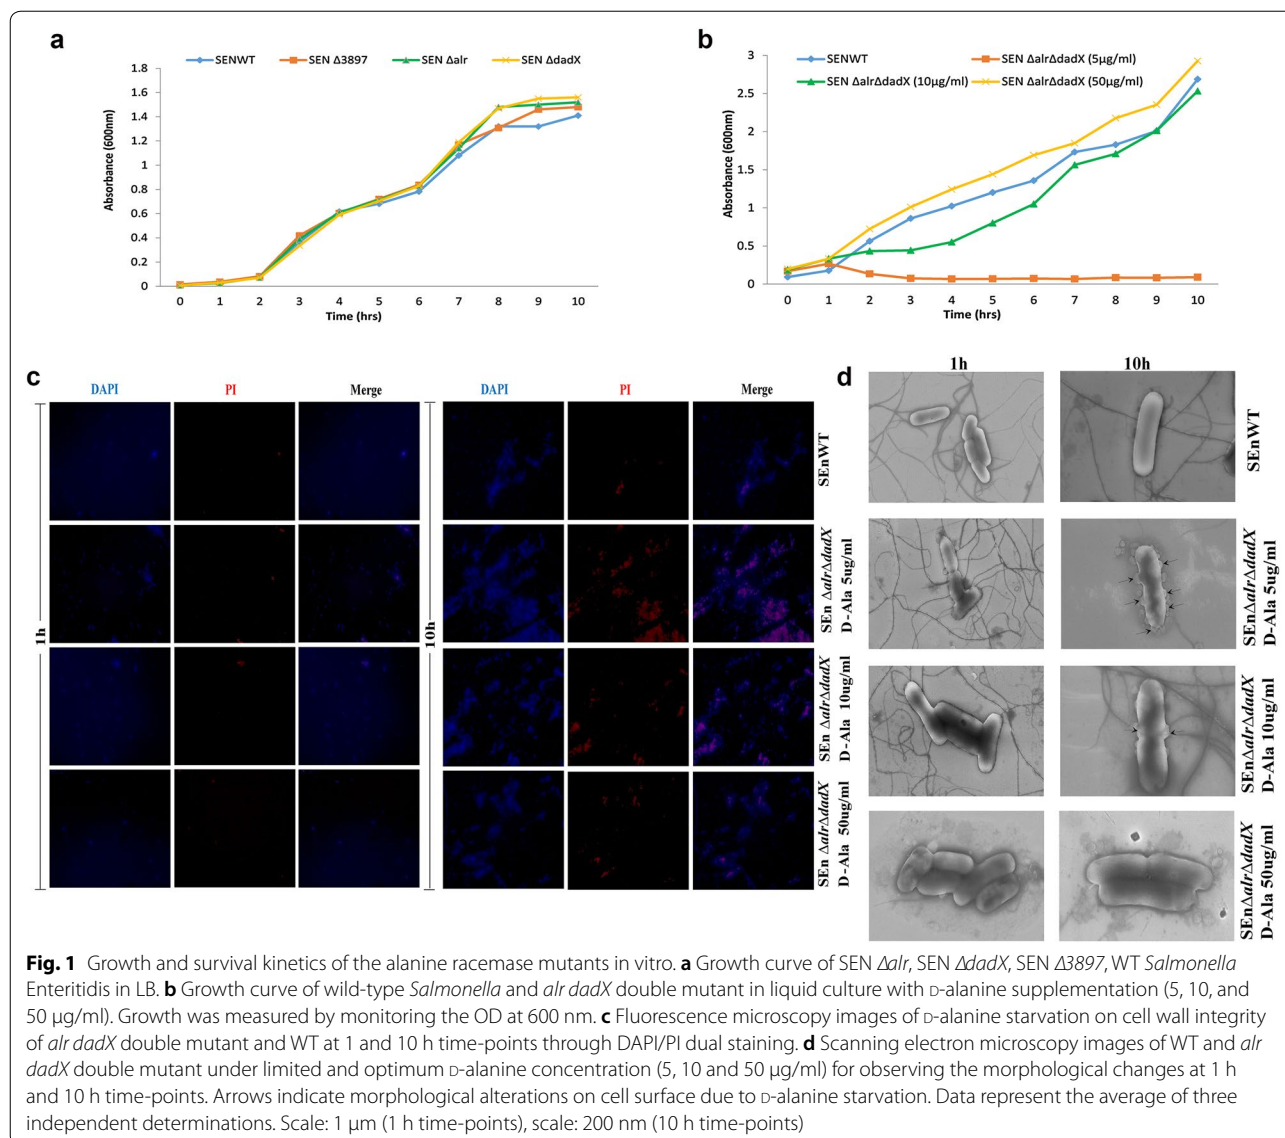 a
SENWT SEN Δ3897 SEN Δalr SEN ΔdadX
1.8
1.6
1.4
1.2
1
0.8
0.6
0.4
0.2
0
Absorbance (600nm)
0 1 2 3 4 5 6 7 8 9 10
Time (hrs)
b
SENWT SEN ΔalrΔdadX (5μg/ml)
SEN ΔalrΔdadX (10μg/ml) SEN ΔalrΔdadX (50μg/ml)
3
2.5
2
1.5
1
0.5
0
Absorbance (600nm)
0 1 2 3 4 5 6 7 8 9 10
Time (hrs)
c
DAPI PI Merge DAPI PI Merge
1h
10h
SEnWT
SEn ΔalrΔdadX
D-Ala 5ug/ml
SEn ΔalrΔdadX
D-Ala 10ug/ml
SEn ΔalrΔdadX
D-Ala 50ug/ml
d
1h 10h
SEnWT
SEnΔalrΔdadX
D-Ala 5ug/ml
SEnΔalrΔdadX
D-Ala 10ug/ml
SEnΔalrΔdadX
D-Ala 50ug/ml
Fig. 1 Growth and survival kinetics of the alanine racemase mutants in vitro. a Growth curve of SEN Δalr, SEN ΔdadX, SEN Δ3897, WT Salmonella
Enteritidis in LB. b Growth curve of wild-type Salmonella and alr dadX double mutant in liquid culture with D-alanine supplementation (5, 10, and
50 μg/ml). Growth was measured by monitoring the OD at 600 nm. c Fluorescence microscopy images of D-alanine starvation on cell wall integrity
of alr dadX double mutant and WT at 1 and 10 h time-points through DAPI/PI dual staining. d Scanning electron microscopy images of WT and alr
dadX double mutant under limited and optimum D-alanine concentration (5, 10 and 50 μg/ml) for observing the morphological changes at 1 h
and 10 h time-points. Arrows indicate morphological alterations on cell surface due to D-alanine starvation. Data represent the average of three
independent determinations. Scale: 1 μm (1 h time-points), scale: 200 nm (10 h time-points)